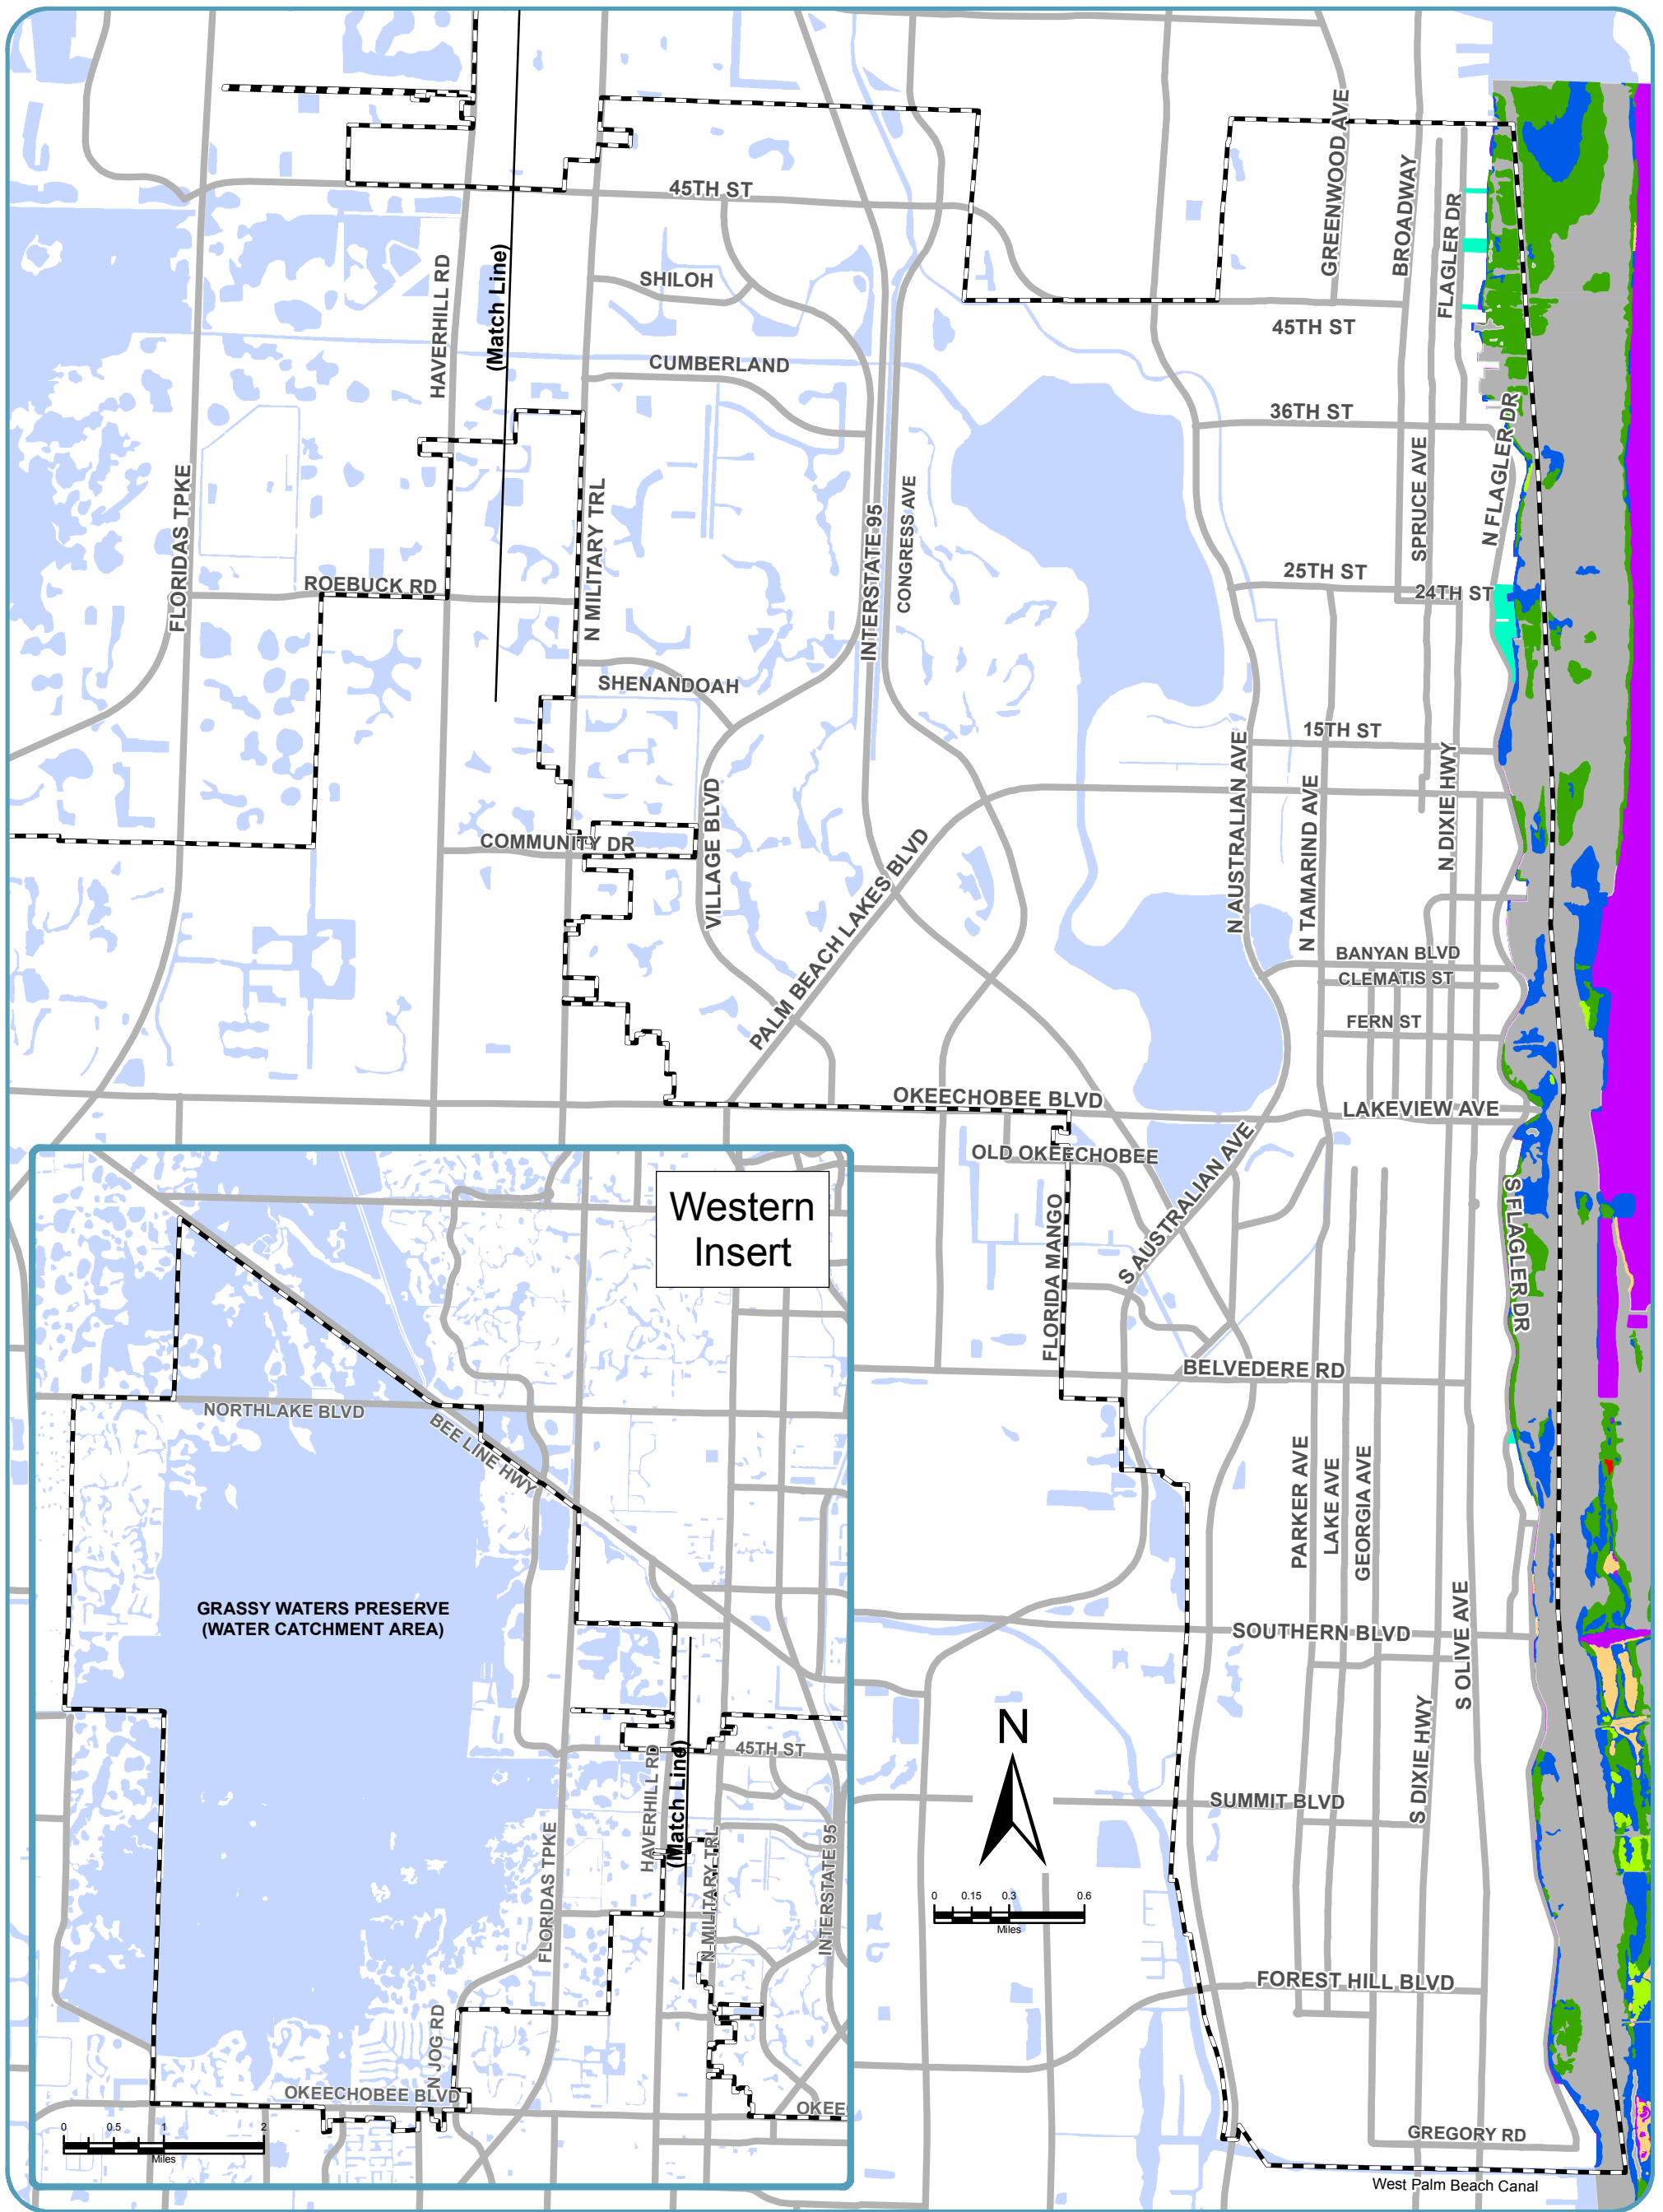 45TH ST
GREENWOOD AVE
BROADWAY
FLAGLER DR
HAVERHILL RD
(Match Line)
SHILOH
45TH ST
CUMBERLAND
36TH ST
N FLAGLER DR
FLORIDAS TPKE
N MILITARY TRL
INTERSTATE 95
CONGRESS AVE
SPRUCE AVE
ROEBUCK RD
25TH ST
24TH ST
SHENANDOAH
15TH ST
N AUSTRALIAN AVE
N TAMARIND AVE
N DIXIE HWY
COMMUNITY DR
VILLAGE BLVD
PALM BEACH LAKES BLVD
BANYAN BLVD
CLEMATIS ST
FERN ST
OKEECHOBEE BLVD
LAKEVIEW AVE
OLD OKEECHOBEE
S AUSTRALIAN AVE
FLORIDA MANGO
S FLAGLER DR
BELVEDERE RD
PARKER AVE
LAKE AVE
GEORGIA AVE
SOUTHERN BLVD
S OLIVE AVE
S DIXIE HWY
SUMMIT BLVD
N
0 0.15 0.3 0.6
Miles
FOREST HILL BLVD
GREGORY RD
West Palm Beach Canal
Western
Insert
NORTHLAKE BLVD
BEE LINE HWY
GRASSY WATERS PRESERVE
(WATER CATCHMENT AREA)
45TH ST
HAVERHILL RD
(Match Line)
N MILITARY TRL
INTERSTATE 95
FLORIDAS TPKE
N JOG RD
OKEECHOBEE BLVD
OKEE
0 0.5 1 2
Miles